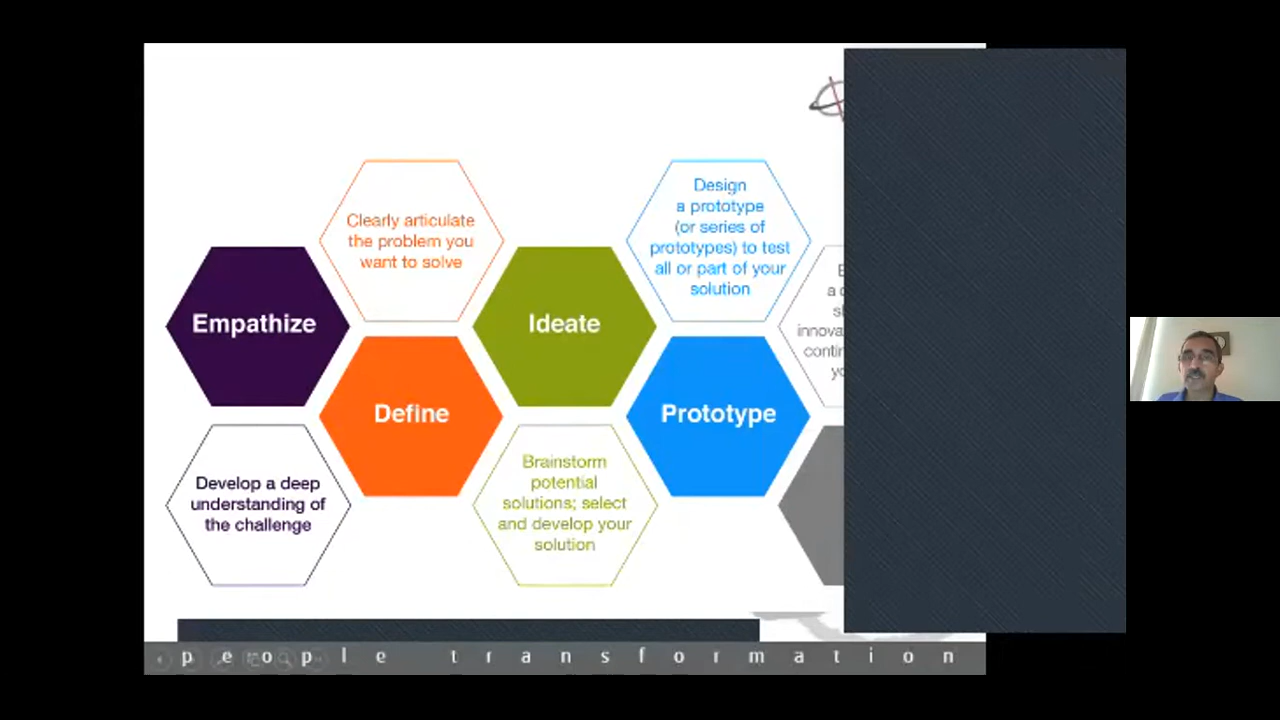 Clearly articulate
the problem you
want to solve
Design
a prototype
(or series of
prototypes) to test
all or part of your
solution
Empathize
Ideate
Define
Prototype
Develop a deep
understanding of
the challenge
Brainstorm
potential
solutions; select
and develop your
solution
people transformation